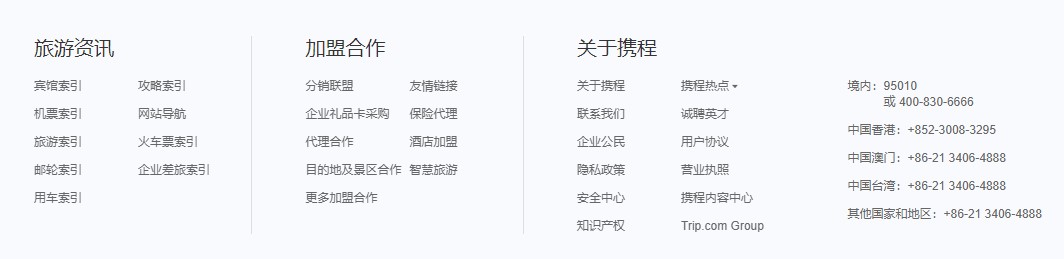 旅游资讯
宾馆索引 攻略索引
机票索引 网站导航
旅游索引 火车票索引
邮轮索引 企业差旅索引
用车索引
加盟合作
分销联盟 友情链接
企业礼品卡采购 保险代理
代理合作 酒店加盟
目的地及景区合作 智慧旅游
更多加盟合作
关于携程
关于携程 携程热点
联系我们 诚聘英才
企业公民 用户协议
隐私政策 营业执照
安全中心 携程内容中心
知识产权 Trip.com Group
境内：95010
或 400-830-6666
中国香港：+852-3008-3295
中国澳门：+86-21 3406-4888
中国台湾：+86-21 3406-4888
其他国家和地区：+86-21 3406-4888